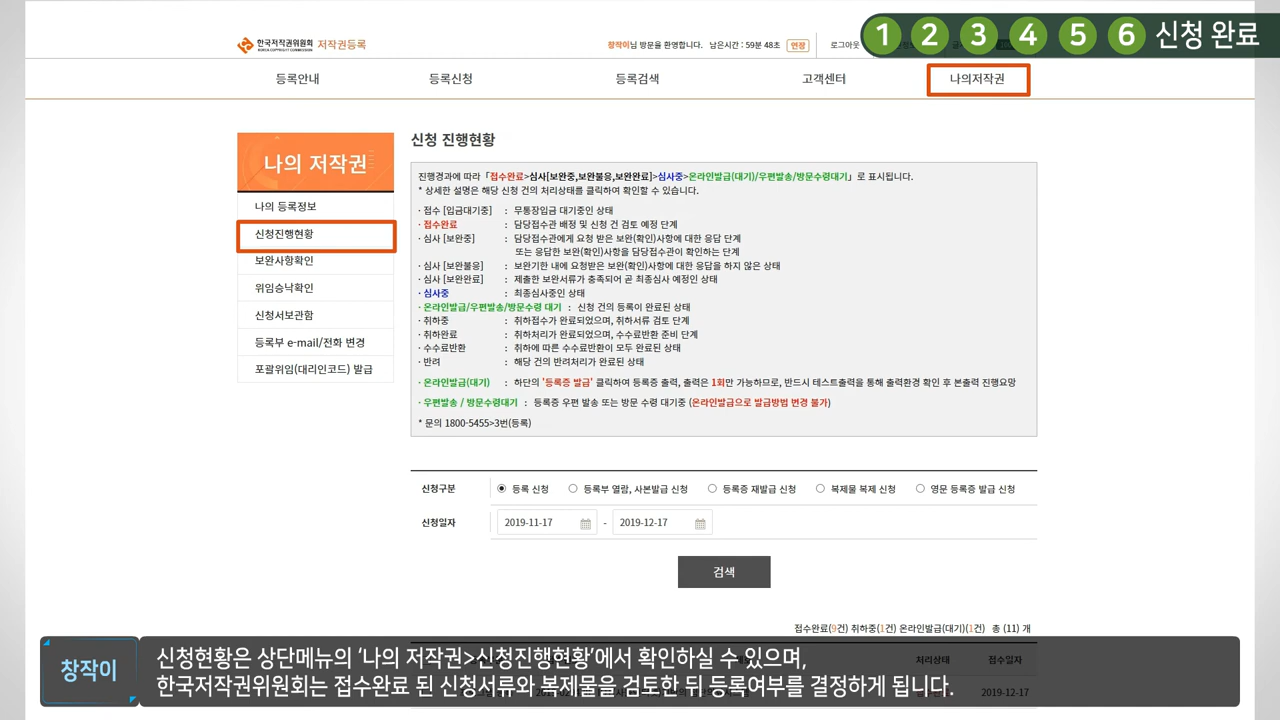 1 2 3 4 5 6 신청 완료
한국저작권위원회 저작권등록
KOREA COPYRIGHT COMMISSION
창작이님 방문을 환영합니다. 남은시간 : 59분 48초 연장 로그아웃
등록안내 등록신청 등록검색 고객센터 나의저작권
나의 저작권
나의 등록정보
신청진행현황
보완사항확인
위임승낙확인
신청서보관함
등록부 e-mail/전화 변경
포괄위임(대리인코드) 발급
신청 진행현황
진행경과에 따라 「접수완료>심사[보완중,보완불응,보완완료]>심사중>온라인발급(대기)/우편발송/방문수령대기」로 표시됩니다.
* 상세한 설명은 해당 신청 건의 처리상태를 클릭하여 확인할 수 있습니다.
· 접수 [입금대기중] : 무통장입금 대기중인 상태
· 접수완료 : 담당접수관 배정 및 신청 건 검토 예정 단계
· 심사 [보완중] : 담당접수관에게 요청 받은 보완(확인)사항에 대한 응답 단계
또는 응답한 보완(확인)사항을 담당접수관이 확인하는 단계
· 심사 [보완불응] : 보완기한 내에 요청받은 보완(확인)사항에 대한 응답을 하지 않은 상태
· 심사 [보완완료] : 제출한 보완서류가 충족되어 곧 최종심사 예정인 상태
· 심사중 : 최종심사중인 상태
· 온라인발급/우편발송/방문수령 대기 : 신청 건의 등록이 완료된 상태
· 취하중 : 취하접수가 완료되었으며, 취하서류 검토 단계
· 취하완료 : 취하처리가 완료되었으며, 수수료반환 준비 단계
· 수수료반환 : 취하에 따른 수수료반환이 모두 완료된 상태
· 반려 : 해당 건의 반려처리가 완료된 상태
· 온라인발급(대기) : 하단의 '등록증 발급' 클릭하여 등록증 출력, 출력은 1회만 가능하므로, 반드시 테스트출력을 통해 출력환경 확인 후 본출력 진행요망
· 우편발송 / 방문수령대기 : 등록증 우편 발송 또는 방문 수령 대기중 (온라인발급으로 발급방법 변경 불가)
* 문의 1800-5455>3번(등록)
신청구분 등록 신청 등록부 열람, 사본발급 신청 등록증 재발급 신청 복제물 복제 신청 영문 등록증 발급 신청
신청일자 2019-11-17 - 2019-12-17
검색
접수완료(9건) 취하중(1건) 온라인발급(대기)(1건) 총 (11) 개
처리상태 접수일자
2019-12-17
창작이
신청현황은 상단메뉴의 '나의 저작권>신청진행현황'에서 확인하실 수 있으며,
한국저작권위원회는 접수완료 된 신청서류와 복제물을 검토한 뒤 등록여부를 결정하게 됩니다.